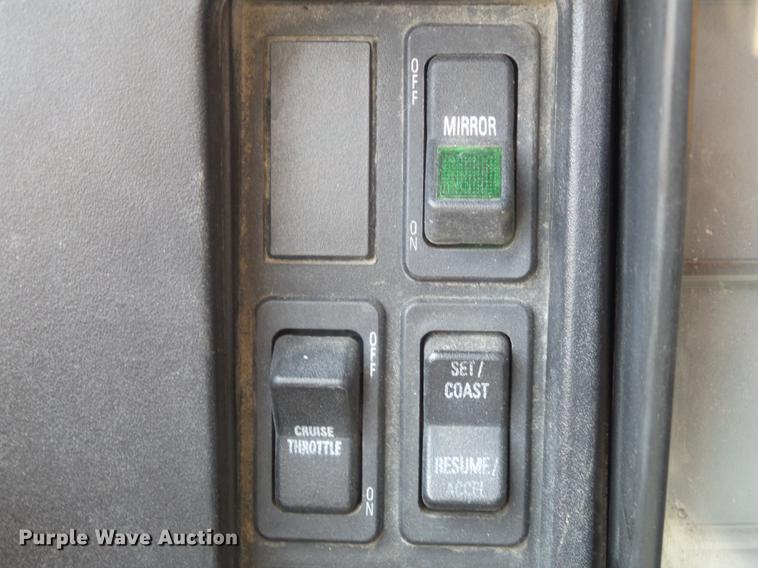 OFF
MIRROR
ON
OFF
CRUISE
THROTTLE
ON
SET/
COAST
RESUME/
ACCEL
Purple Wave Auction